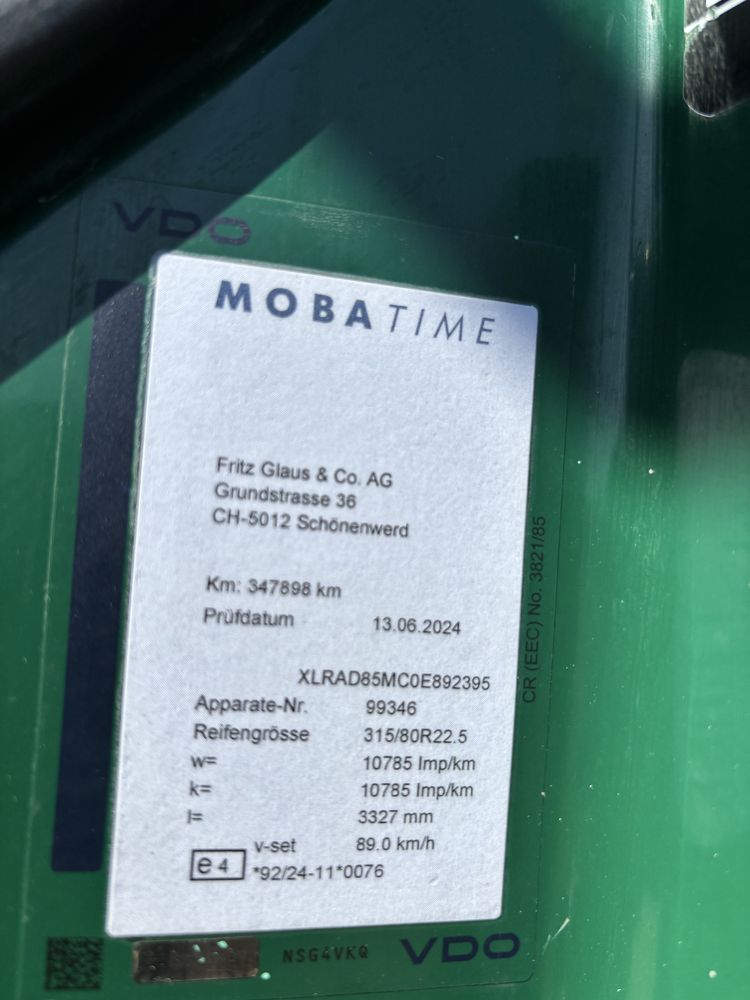 VDO
MOBATIME
Fritz Glaus & Co. AG
Grundstrasse 36
CH-5012 Schönenwerd
Km: 347898 km
Prüfdatum 13.06.2024
XLRAD85MC0E892395
Apparate-Nr. 99346
Reifengrösse 315/80R22.5
w= 10785 Imp/km
k= 10785 Imp/km
l= 3327 mm
v-set 89.0 km/h
e4 *92/24-11*0076
CR (EEC) No. 3821/85
NSG4VKQ VDO